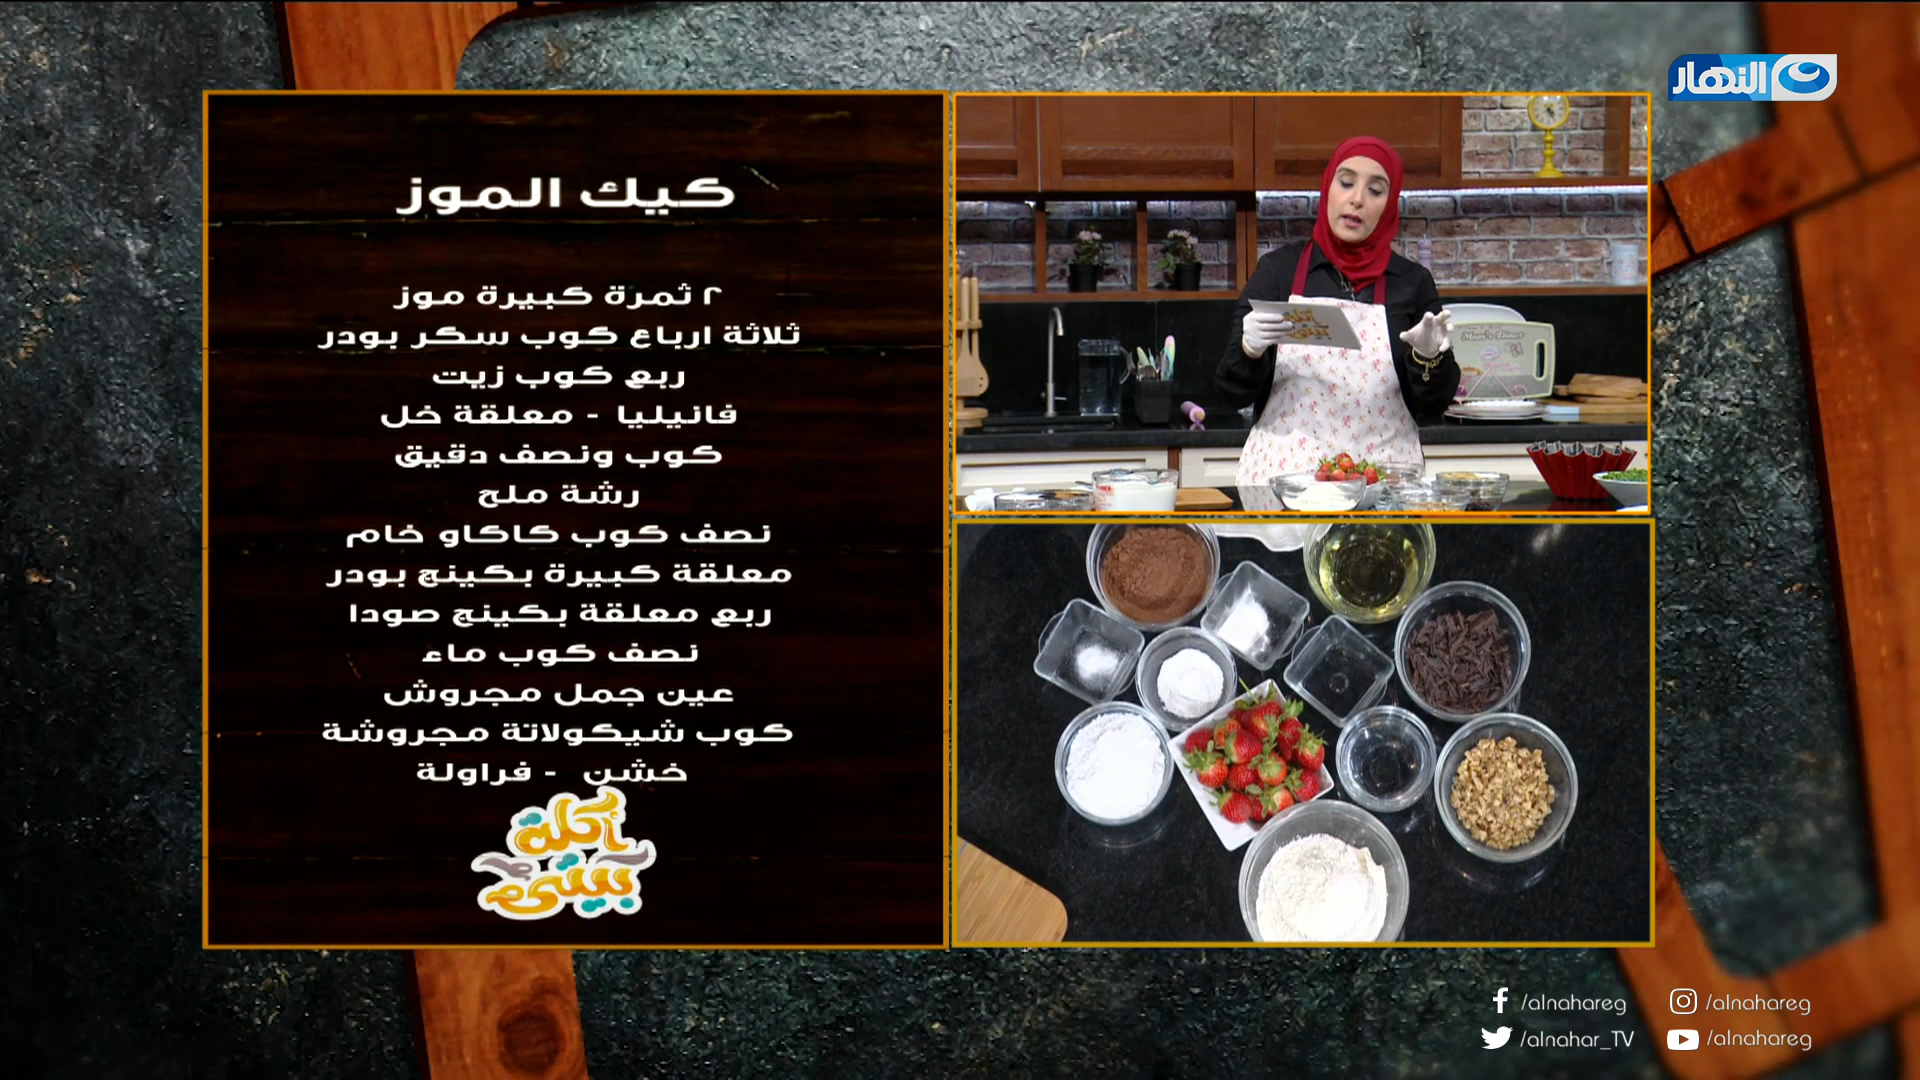 كيك الموز
٢ ثمرة كبيرة موز
ثلاثة ارباع كوب سكر بودر
ربع كوب زيت
فانيليا - معلقة خل
كوب ونصف دقيق
رشة ملح
نصف كوب كاكاو خام
معلقة كبيرة بكينج بودر
ربع معلقة بكينج صودا
نصف كوب ماء
عين جمل مجروش
كوب شيكولاتة مجروشة
خشن - فراولة
أكلة
بيتي
النهار
Mum's Diner
/alnahareg
/alnahareg
/alnahar_TV
/alnahareg